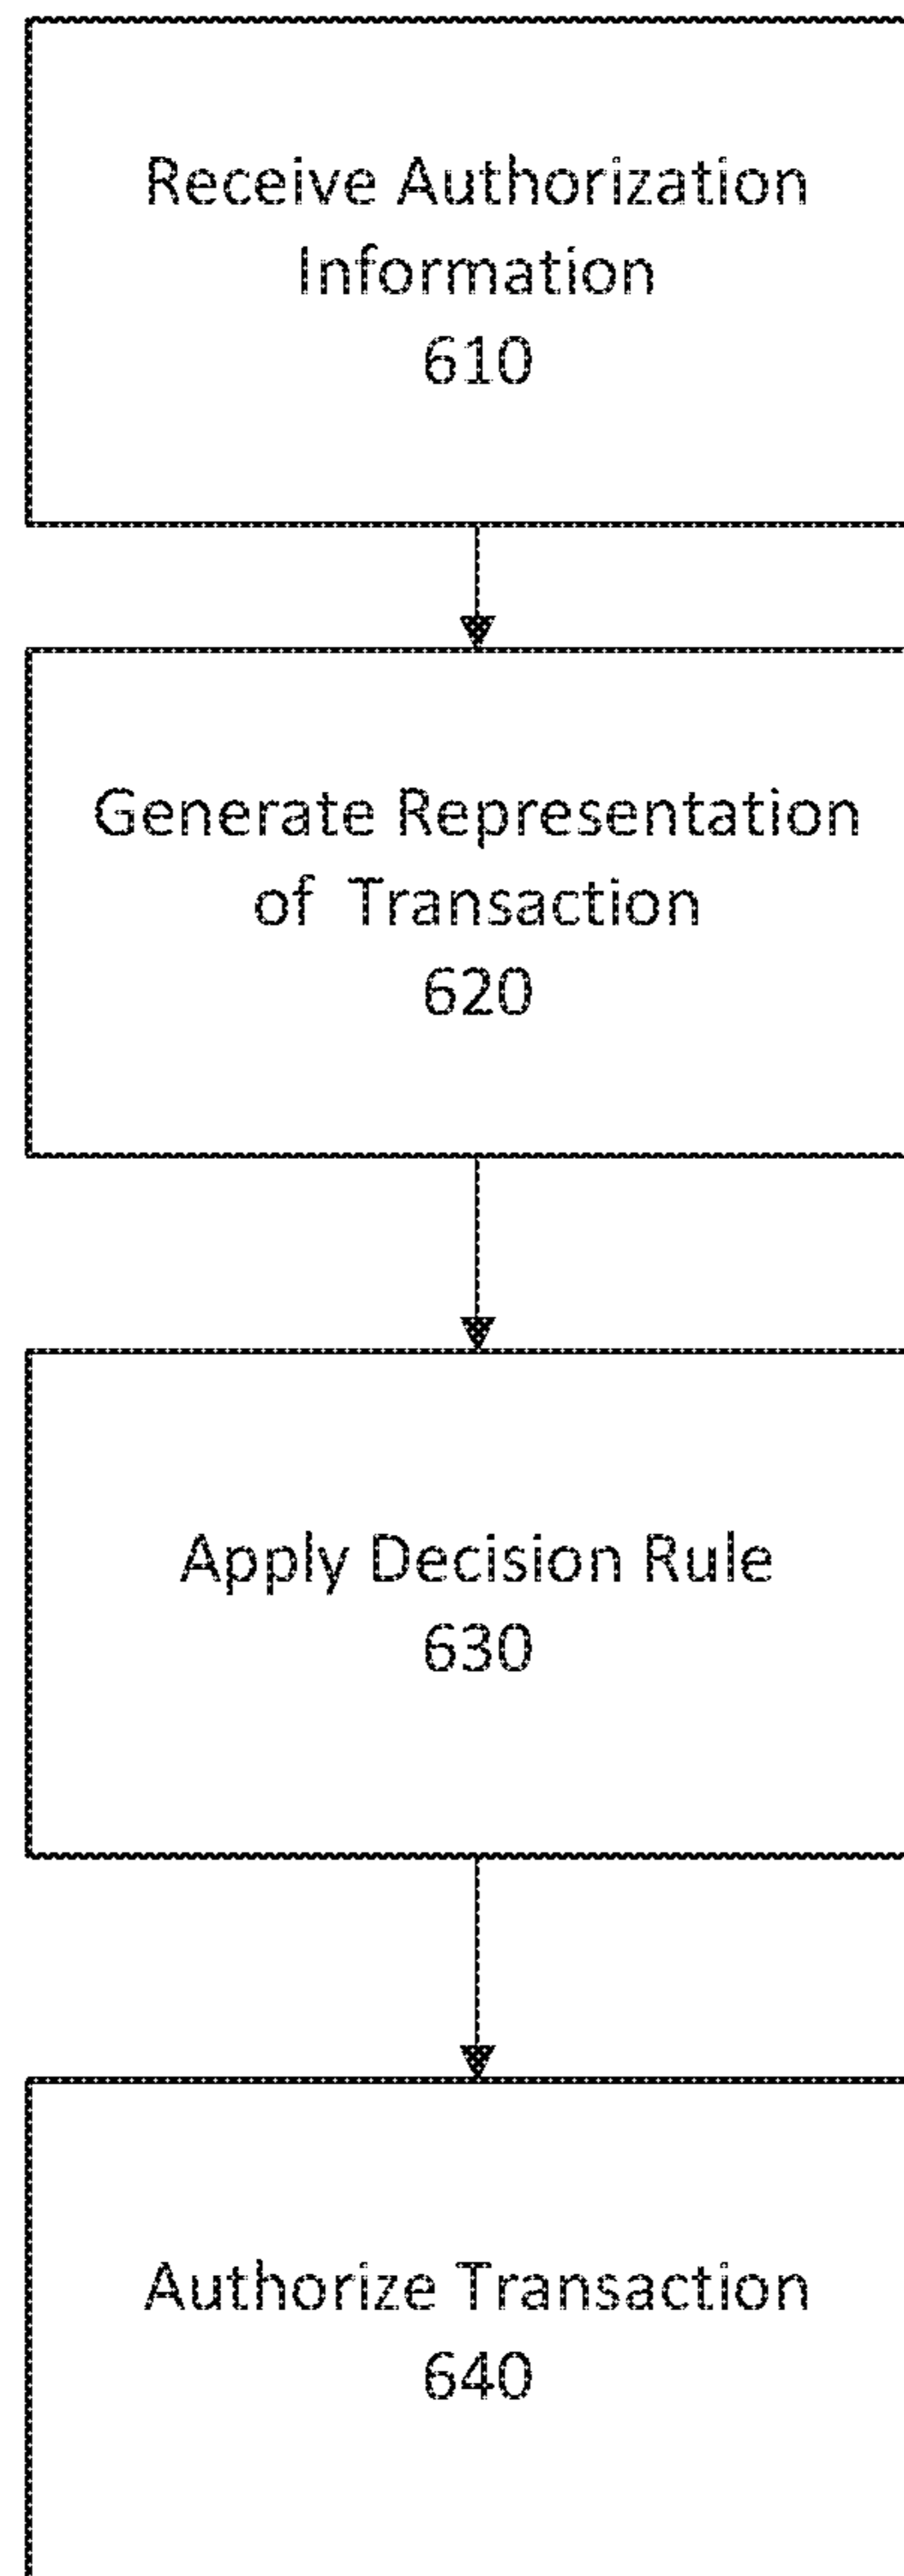 Receive Authorization
Information
610
Generate Representation
of Transaction
620
Apply Decision Rule
630
Authorize Transaction
640